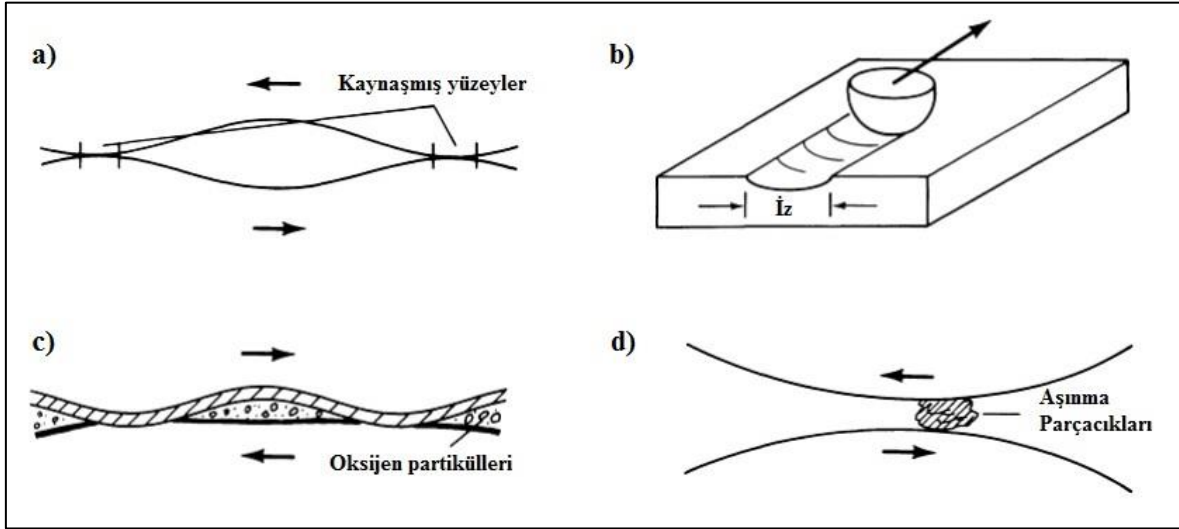 a)
Kaynaşmış yüzeyler
b)
İz
c)
Oksijen partikülleri
d)
Aşınma
Parçacıkları